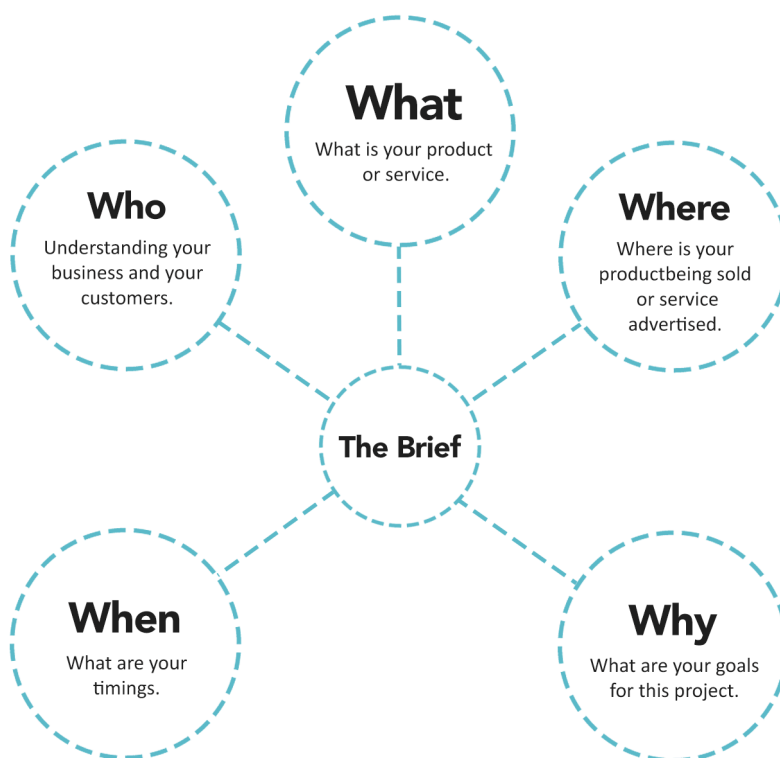 What
What is your product
or service.
Who
Understanding your
business and your
customers.
Where
Where is your
productbeing sold
or service
advertised.
The Brief
When
What are your
timings.
Why
What are your goals
for this project.